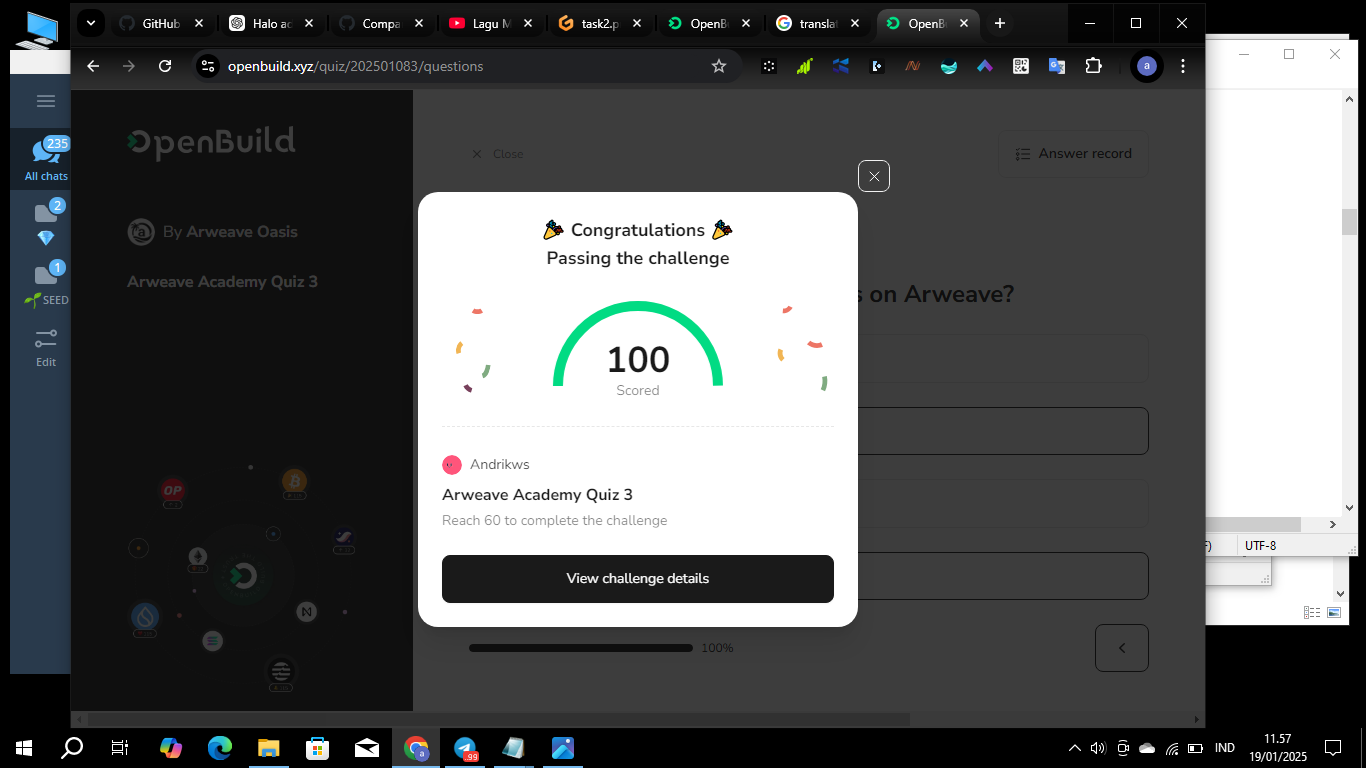 GitHub
Halo ac
Compa
Lagu M
task2.p
OpenB
translat
OpenB
openbuild.xyz/quiz/202501083/questions
a
235
All chats
2
1
SEED
Edit
OpenBuild
By Arweave Oasis
Arweave Academy Quiz 3
Close
Answer record
s on Arweave?
Congratulations
Passing the challenge
100
Scored
Andrikws
Arweave Academy Quiz 3
Reach 60 to complete the challenge
View challenge details
100%
OP
F)
UTF-8
99
IND
11.57
19/01/2025